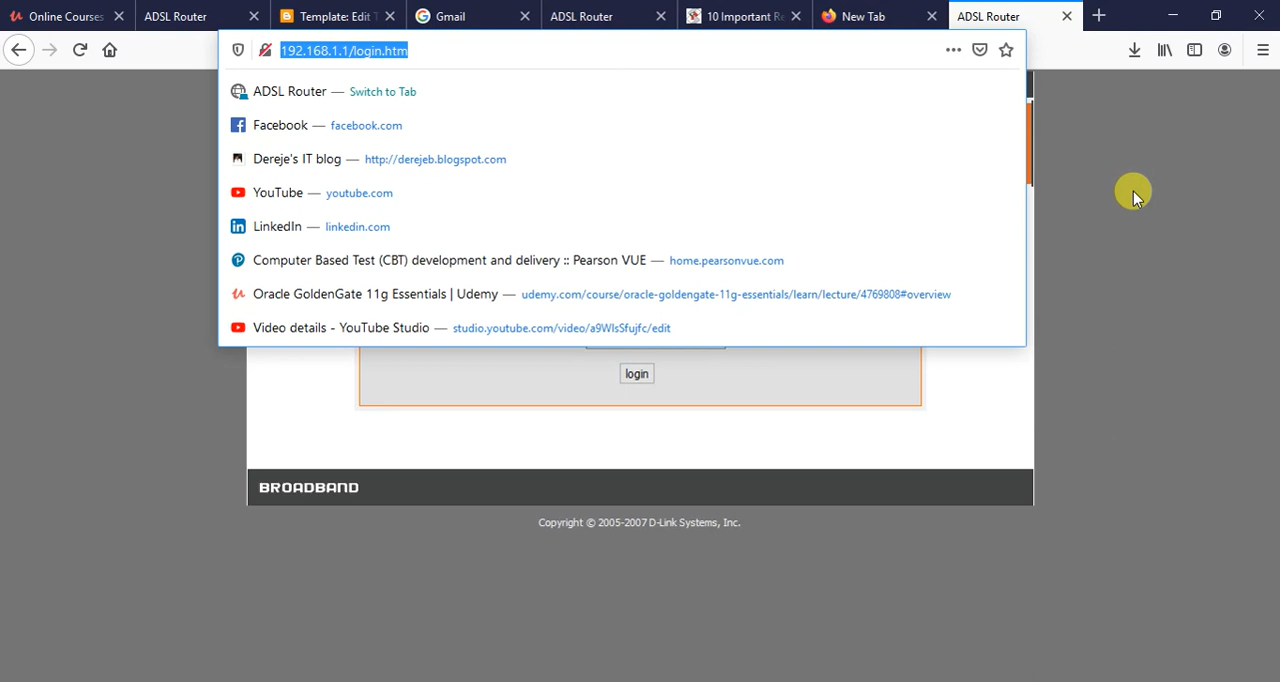 Online Courses
ADSL Router
Template: Edit T
Gmail
ADSL Router
10 Important Re
New Tab
ADSL Router
192.168.1.1/login.htm
ADSL Router — Switch to Tab
Facebook — facebook.com
Dereje's IT blog — http://derejeb.blogspot.com
YouTube — youtube.com
LinkedIn — linkedin.com
Computer Based Test (CBT) development and delivery :: Pearson VUE — home.pearsonvue.com
Oracle GoldenGate 11g Essentials | Udemy — udemy.com/course/oracle-goldengate-11g-essentials/learn/lecture/4769808#overview
Video details - YouTube Studio — studio.youtube.com/video/a9WIsSfujfc/edit
login
BROADBAND
Copyright © 2005-2007 D-Link Systems, Inc.